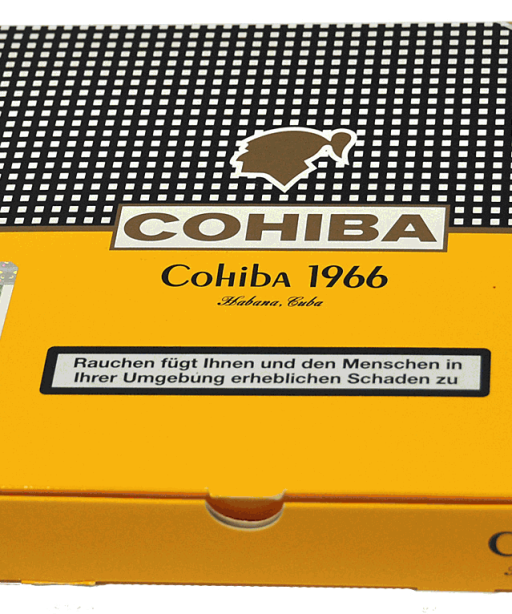 COHIBA
Cohiba 1966
Habana, Cuba
Rauchen fügt Ihnen und den Menschen in
Ihrer Umgebung erheblichen Schaden zu